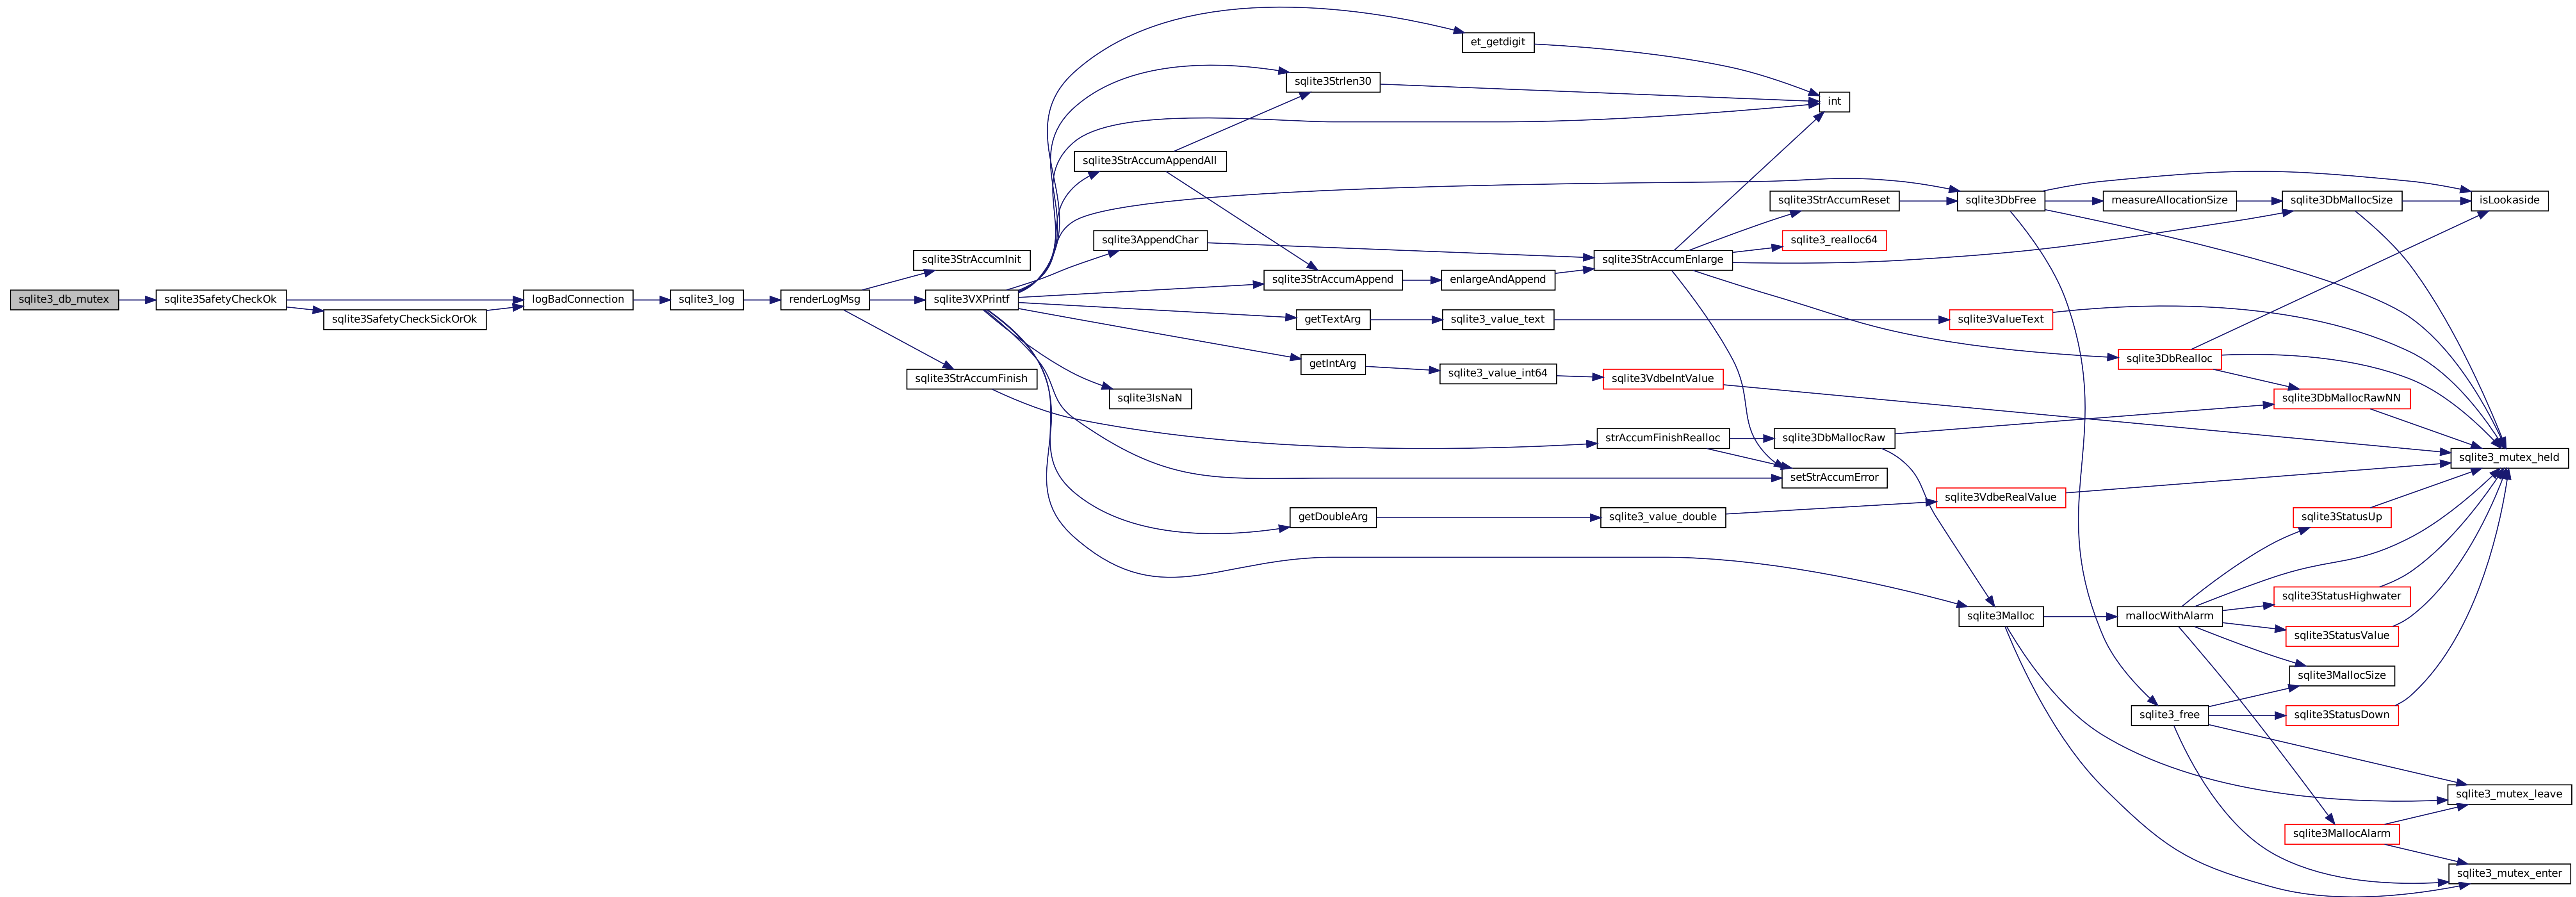 sqlite3_db_mutex
sqlite3SafetyCheckOk
sqlite3SafetyCheckSickOrOk
logBadConnection
sqlite3_log
renderLogMsg
sqlite3StrAccumInit
sqlite3VXPrintf
sqlite3StrAccumFinish
et_getdigit
sqlite3Strlen30
int
sqlite3StrAccumAppendAll
sqlite3AppendChar
sqlite3StrAccumAppend
enlargeAndAppend
getTextArg
sqlite3_value_text
getIntArg
sqlite3_value_int64
sqlite3IsNaN
getDoubleArg
sqlite3_value_double
sqlite3StrAccumEnlarge
sqlite3VdbeIntValue
strAccumFinishRealloc
sqlite3StrAccumReset
sqlite3_realloc64
sqlite3DbMallocRaw
setStrAccumError
sqlite3DbFree
sqlite3ValueText
sqlite3VdbeRealValue
sqlite3Malloc
measureAllocationSize
sqlite3DbRealloc
mallocWithAlarm
sqlite3_free
sqlite3DbMallocSize
sqlite3DbMallocRawNN
sqlite3StatusUp
sqlite3StatusHighwater
sqlite3StatusValue
sqlite3MallocSize
sqlite3StatusDown
sqlite3MallocAlarm
isLookaside
sqlite3_mutex_held
sqlite3_mutex_leave
sqlite3_mutex_enter